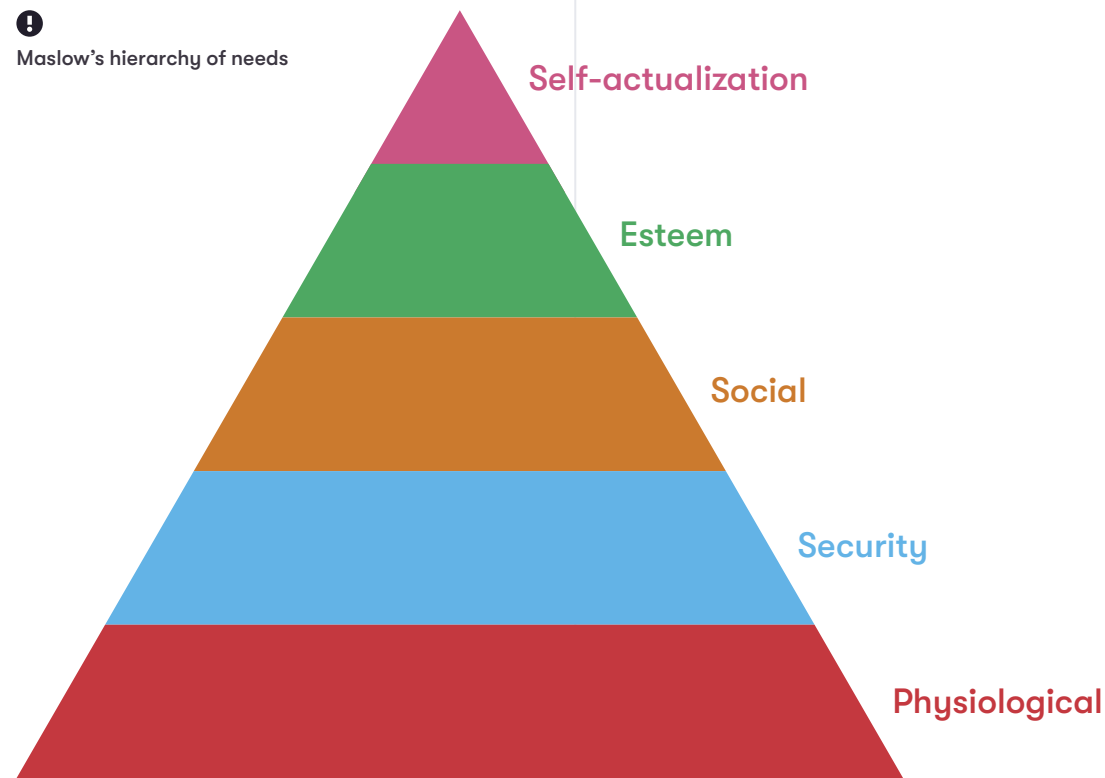 Maslow’s hierarchy of needs
Self-actualization
Esteem
Social
Security
Physiological